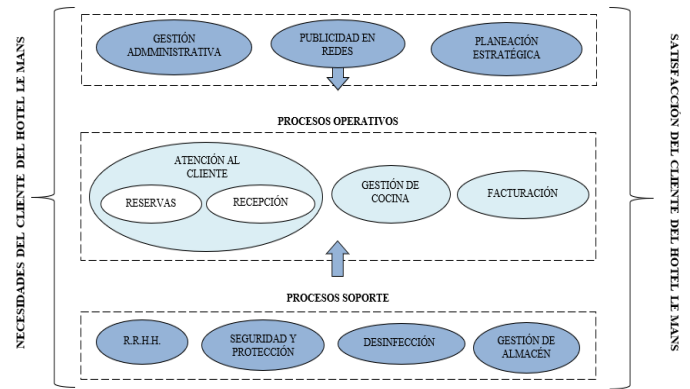 NECESIDADES DEL CLIENTE DEL HOTEL LE MANS
GESTIÓN
ADMMINISTRATIVA
PUBLICIDAD EN
REDES
PLANEACIÓN
ESTRATÉGICA
PROCESOS OPERATIVOS
ATENCIÓN AL
CLIENTE
RESERVAS
RECEPCIÓN
GESTIÓN DE
COCINA
FACTURACIÓN
PROCESOS SOPORTE
R.R.H.H.
SEGURIDAD Y
PROTECCIÓN
DESINFECCIÓN
GESTIÓN DE
ALMACÉN
SATISFACCIÓN DEL CLIENTE DEL HOTEL LE MANS